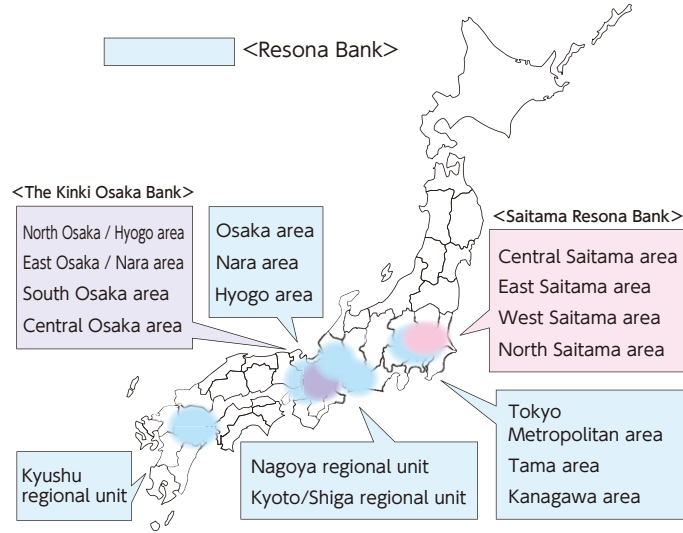 <Resona Bank>
<The Kinki Osaka Bank>
North Osaka / Hyogo area
East Osaka / Nara area
South Osaka area
Central Osaka area
Osaka area
Nara area
Hyogo area
<Saitama Resona Bank>
Central Saitama area
East Saitama area
West Saitama area
North Saitama area
Tokyo
Metropolitan area
Tama area
Kanagawa area
Nagoya regional unit
Kyoto/Shiga regional unit
Kyushu
regional unit